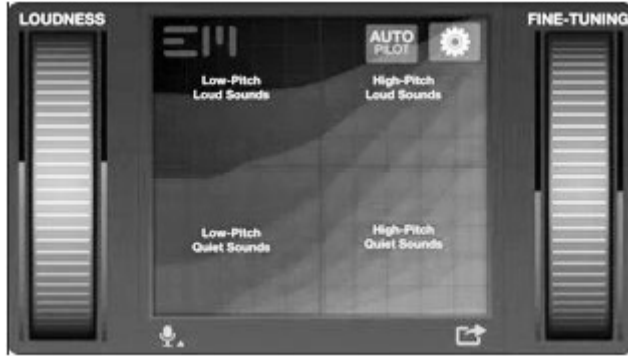 LOUDNESS
FINE-TUNING
EM
AUTO
PILOT
Low-Pitch
Loud Sounds
High-Pitch
Loud Sounds
Low-Pitch
Quiet Sounds
High-Pitch
Quiet Sounds